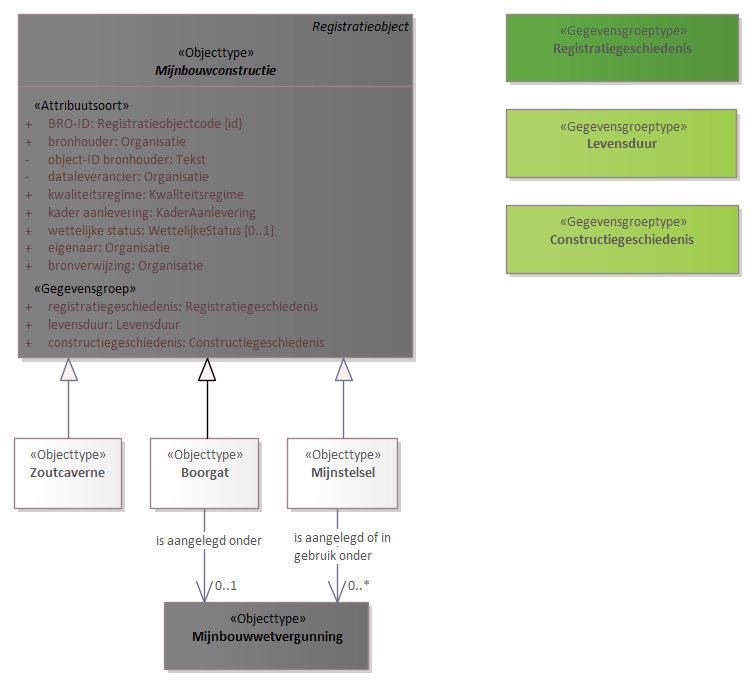 Registratieobject
«Objecttype»
Mijnbouwconstructie
«Attribuutsoort»
+ BRO-ID: Registratieobjectcode {id}
+ bronhouder: Organisatie
- object-ID bronhouder: Tekst
- dataleverancier: Organisatie
+ kwaliteitsregime: Kwaliteitsregime
+ kader aanlevering: KaderAanlevering
+ wettelijke status: WettelijkeStatus [0..1]
+ eigenaar: Organisatie
+ bronverwijzing: Organisatie
«Gegevensgroep»
+ registratiegeschiedenis: Registratiegeschiedenis
+ levensduur: Levensduur
+ constructiegeschiedenis: Constructiegeschiedenis
«Gegevensgroeptype»
Registratiegeschiedenis
«Gegevensgroeptype»
Levensduur
«Gegevensgroeptype»
Constructiegeschiedenis
«Objecttype»
Zoutcaverne
«Objecttype»
Boorgat
«Objecttype»
Mijnstelsel
is aangelegd onder
0..1
is aangelegd of in
gebruik onder
0..*
«Objecttype»
Mijnbouwwetvergunning